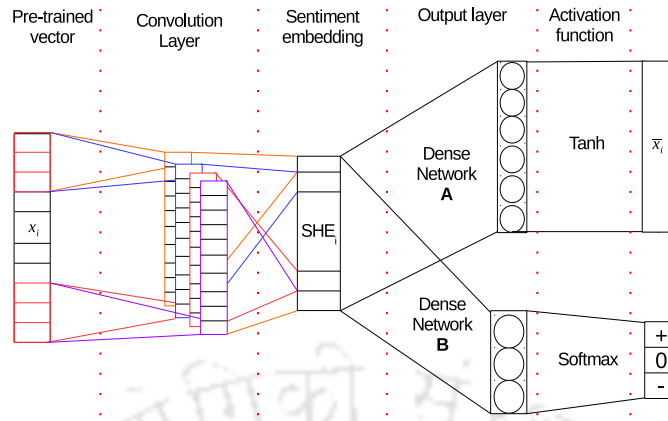 Pre-trained
vector
Convolution
Layer
Sentiment
embedding
Output layer
Activation
function
x_i
SHE_i
Dense
Network
A
Tanh
x̅_i
Dense
Network
B
Softmax
+
0
-